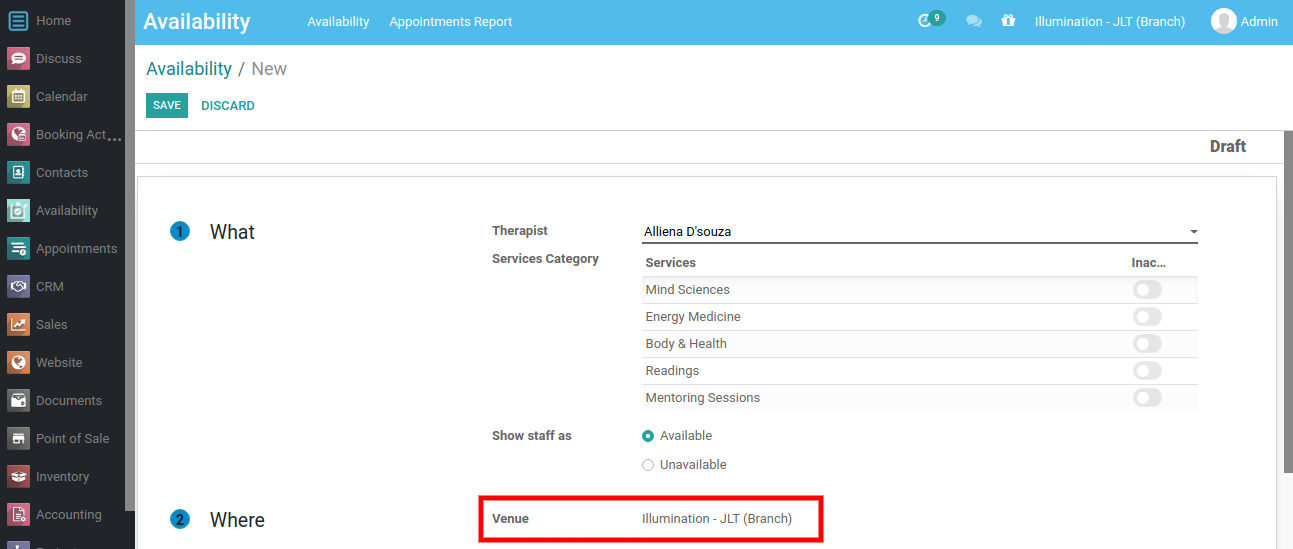 Home
Discuss
Calendar
Booking Act...
Contacts
Availability
Appointments
CRM
Sales
Website
Documents
Point of Sale
Inventory
Accounting
Availability Availability Appointments Report 9 Illumination - JLT (Branch) Admin
Availability / New
SAVE DISCARD
Draft
1 What
Therapist Alliena D'souza
Services Category Services Inac...
Mind Sciences
Energy Medicine
Body & Health
Readings
Mentoring Sessions
Show staff as Available
Unavailable
2 Where
Venue Illumination - JLT (Branch)